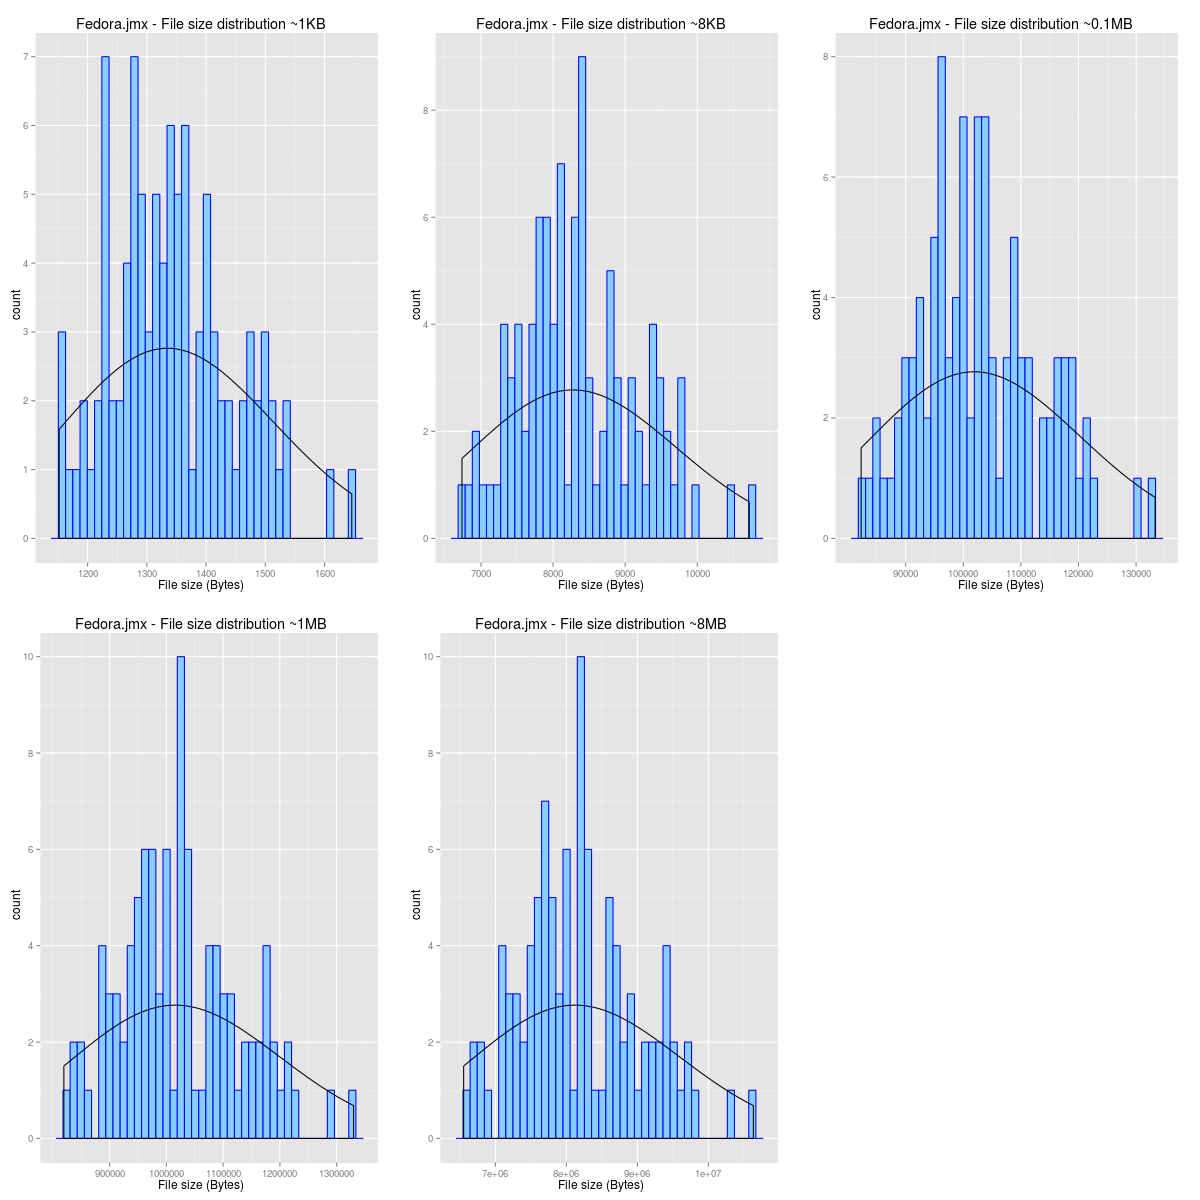 Fedora.jmx - File size distribution ~1KB
7
6
5
4
3
2
1
0
count
1200 1300 1400 1500 1600
File size (Bytes)
Fedora.jmx - File size distribution ~8KB
8
6
4
2
0
count
7000 8000 9000 10000
File size (Bytes)
Fedora.jmx - File size distribution ~0.1MB
8
6
4
2
0
count
90000 100000 110000 120000 130000
File size (Bytes)
Fedora.jmx - File size distribution ~1MB
10
8
6
4
2
0
count
900000 1000000 1100000 1200000 1300000
File size (Bytes)
Fedora.jmx - File size distribution ~8MB
10
8
6
4
2
0
count
7e+06 8e+06 9e+06 1e+07
File size (Bytes)